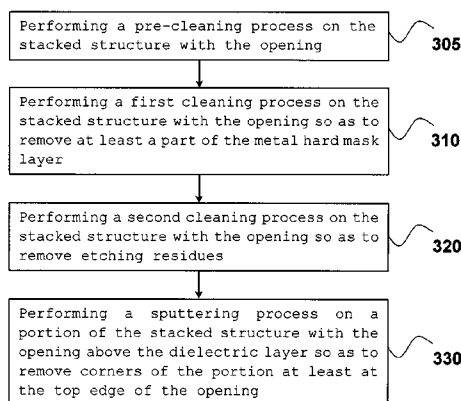 Performing a pre-cleaning process on the
stacked structure with the opening
305
Performing a first cleaning process on the
stacked structure with the opening so as to
remove at least a part of the metal hard mask
layer
310
Performing a second cleaning process on the
stacked structure with the opening so as to
remove etching residues
320
Performing a sputtering process on a
portion of the stacked structure with the
opening above the dielectric layer so as to
remove corners of the portion at least at
the top edge of the opening
330